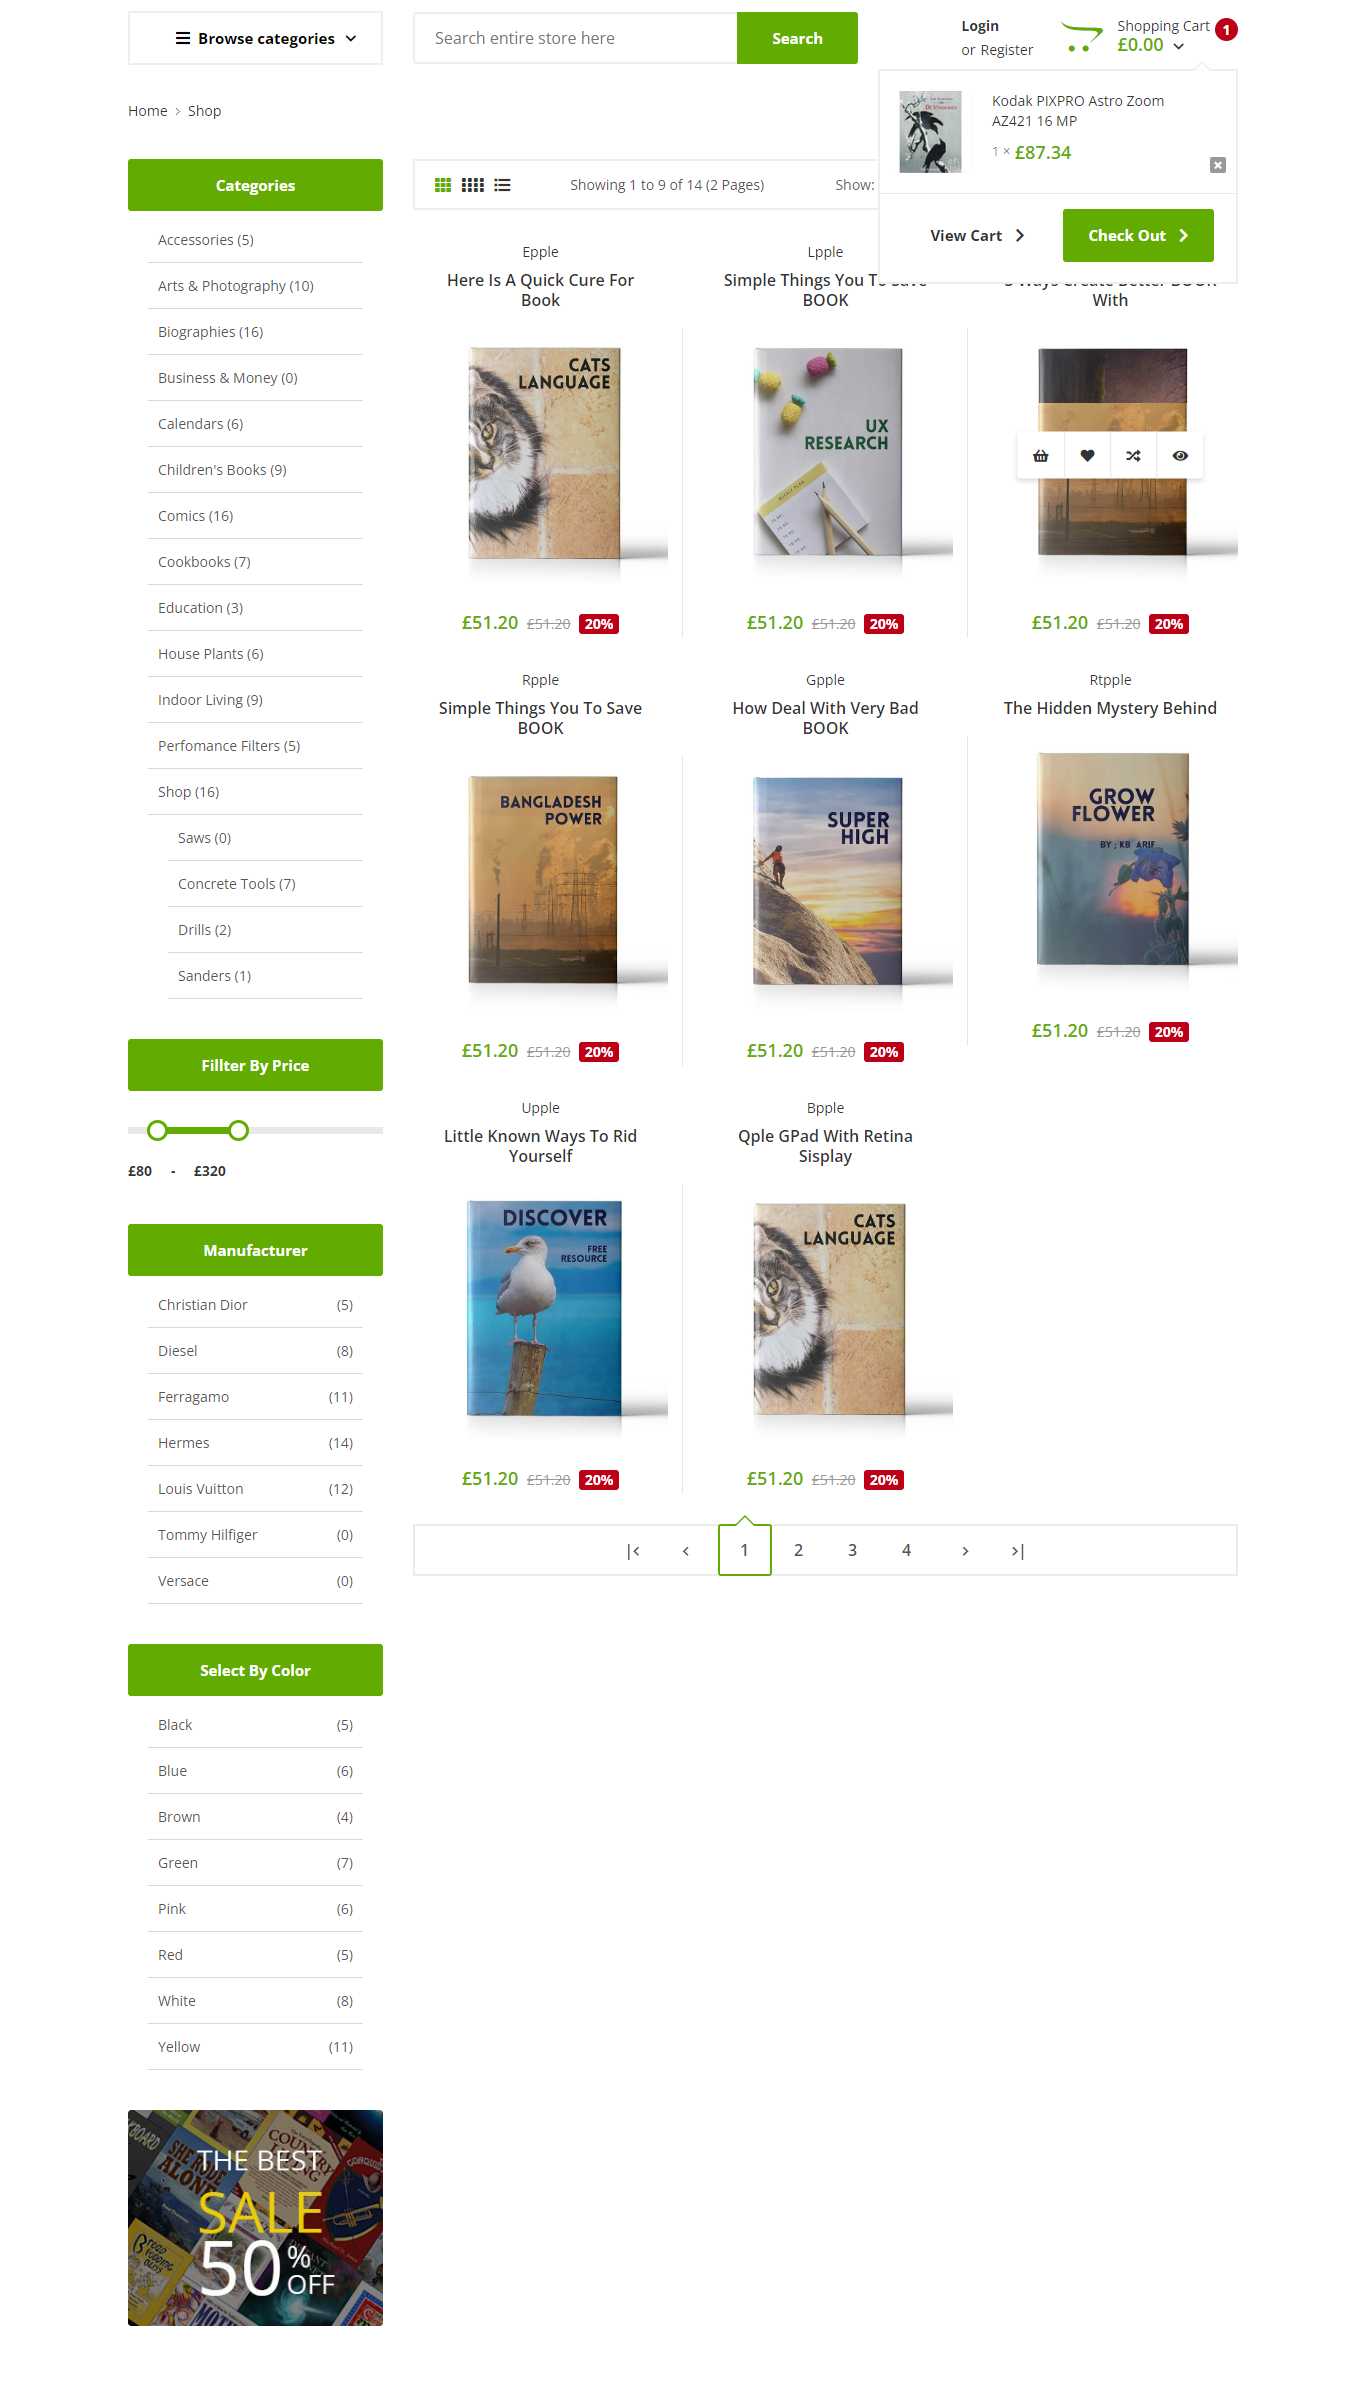 Browse categories
Search entire store here
Search
Login
or Register
Shopping Cart
1
£0.00
Kodak PIXPRO Astro Zoom
AZ421 16 MP
1 × £87.34
View Cart
Check Out
Home
Shop
Categories
Accessories (5)
Arts & Photography (10)
Biographies (16)
Business & Money (0)
Calendars (6)
Children's Books (9)
Comics (16)
Cookbooks (7)
Education (3)
House Plants (6)
Indoor Living (9)
Perfomance Filters (5)
Shop (16)
Saws (0)
Concrete Tools (7)
Drills (2)
Sanders (1)
Fillter By Price
£80 - £320
Manufacturer
Christian Dior (5)
Diesel (8)
Ferragamo (11)
Hermes (14)
Louis Vuitton (12)
Tommy Hilfiger (0)
Versace (0)
Select By Color
Black (5)
Blue (6)
Brown (4)
Green (7)
Pink (6)
Red (5)
White (8)
Yellow (11)
THE BEST
SALE
50%
OFF
Showing 1 to 9 of 14 (2 Pages)
Show:
Epple
Here Is A Quick Cure For
Book
CATS
LANGUAGE
£51.20 £51.20 20%
Lpple
Simple Things You To Save
BOOK
UX
RESEARCH
£51.20 £51.20 20%
5 Ways Create Better BOOK
With
£51.20 £51.20 20%
Rpple
Simple Things You To Save
BOOK
BANGLADESH
POWER
£51.20 £51.20 20%
Gpple
How Deal With Very Bad
BOOK
SUPER
HIGH
£51.20 £51.20 20%
Rtpple
The Hidden Mystery Behind
GROW
FLOWER
BY ; KB ARIF
£51.20 £51.20 20%
Upple
Little Known Ways To Rid
Yourself
DISCOVER
FREE
RESOURCE
£51.20 £51.20 20%
Bpple
Qple GPad With Retina
Sisplay
CATS
LANGUAGE
£51.20 £51.20 20%
|< < 1 2 3 4 > >|